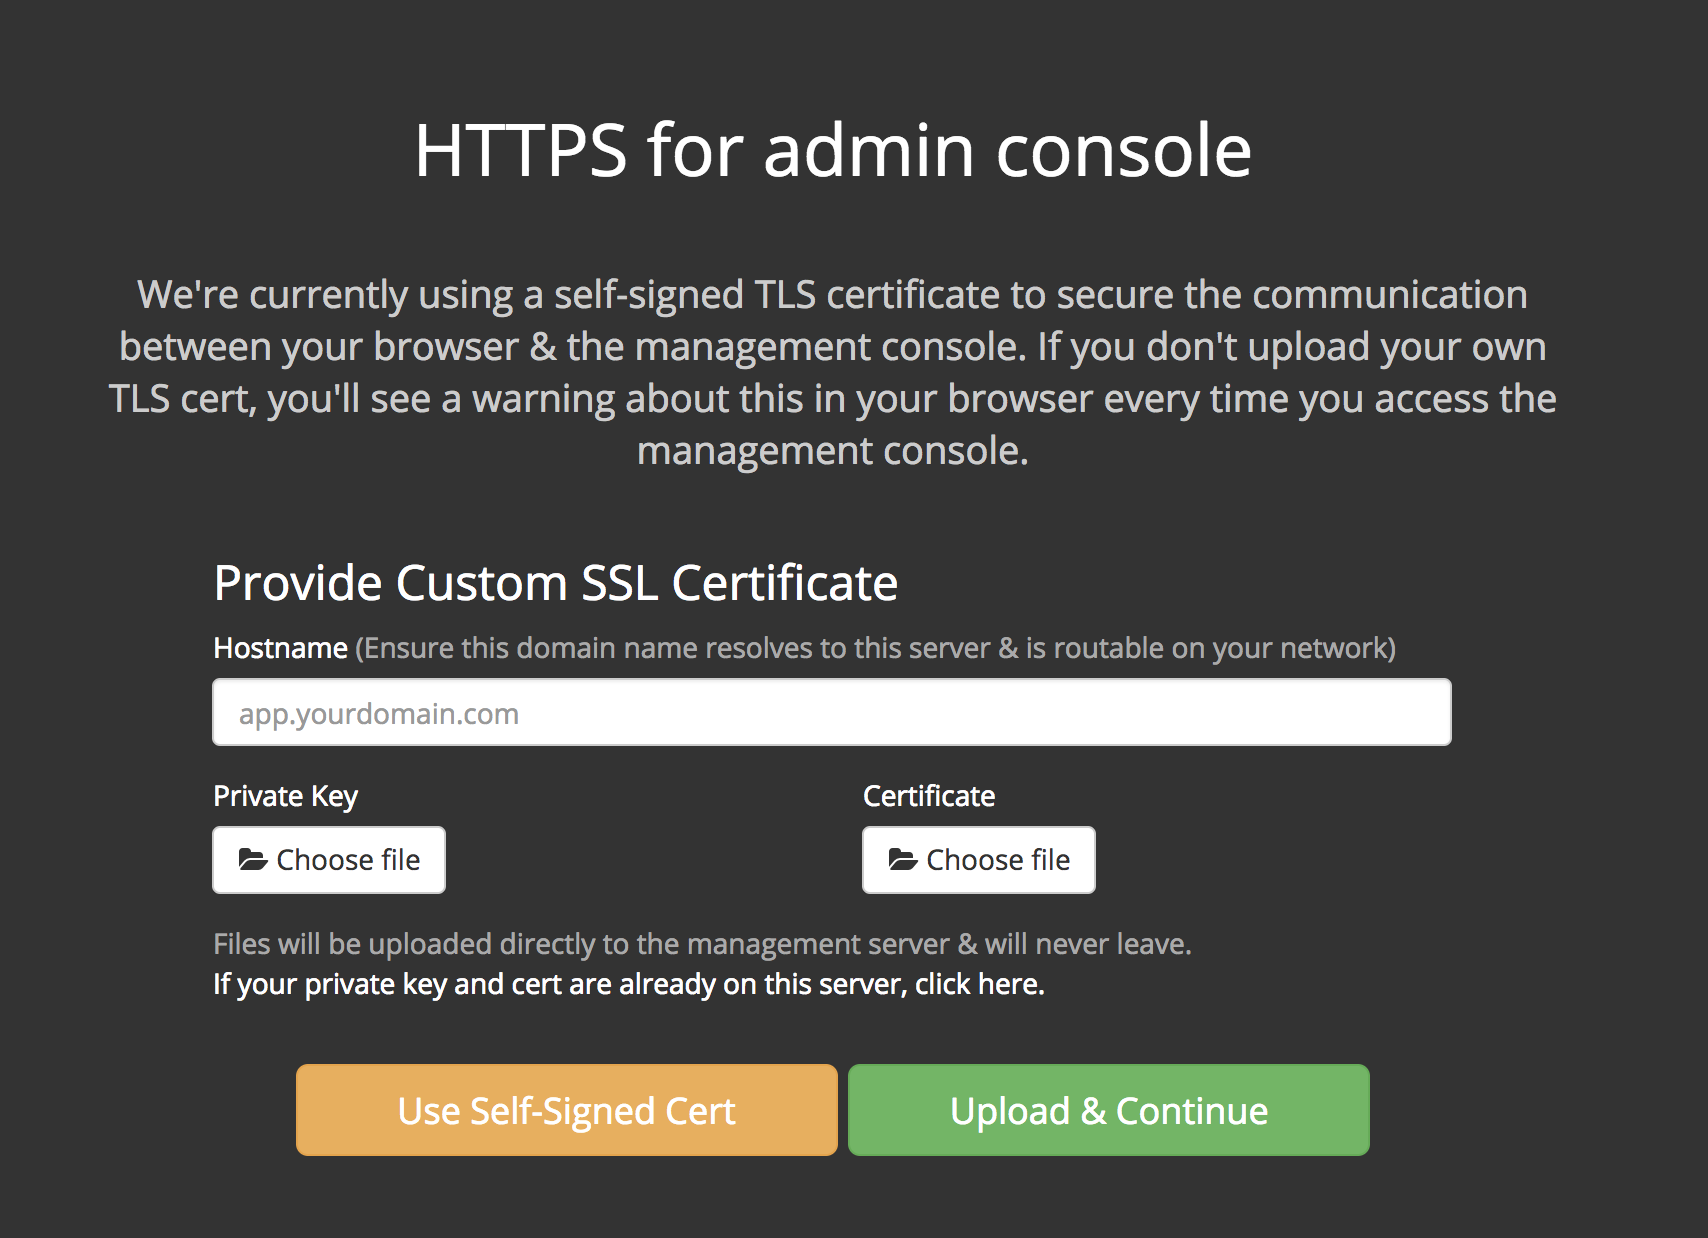 HTTPS for admin console
We're currently using a self-signed TLS certificate to secure the communication
between your browser & the management console. If you don't upload your own
TLS cert, you'll see a warning about this in your browser every time you access the
management console.
Provide Custom SSL Certificate
Hostname (Ensure this domain name resolves to this server & is routable on your network)
app.yourdomain.com
Private Key
Certificate
Choose file
Choose file
Files will be uploaded directly to the management server & will never leave.
If your private key and cert are already on this server, click here.
Use Self-Signed Cert
Upload & Continue